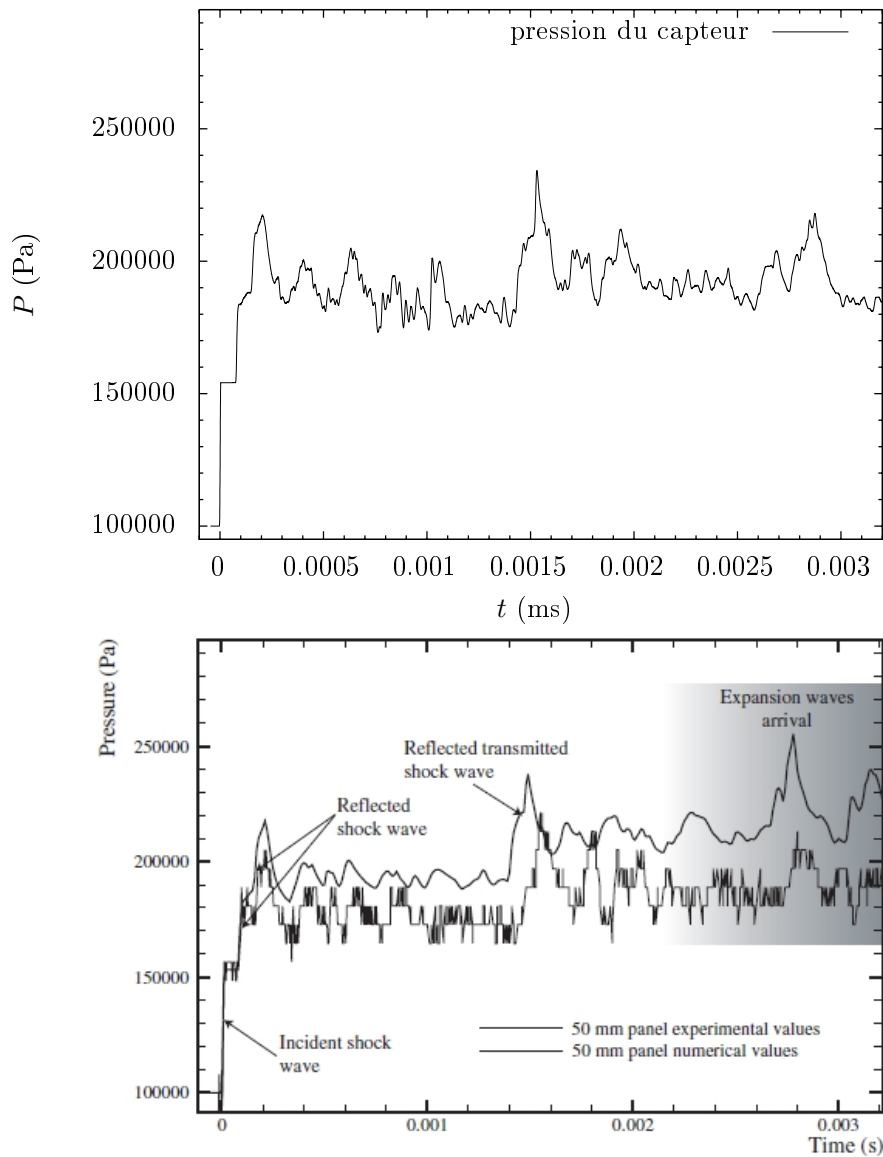 pression du capteur
250000
200000
150000
100000
P (Pa)
0 0.0005 0.001 0.0015 0.002 0.0025 0.003
t (ms)
Pressure (Pa)
Expansion waves
arrival
250000
Reflected transmitted
shock wave
Reflected
shock wave
200000
150000
Incident shock
wave
50 mm panel experimental values
50 mm panel numerical values
100000
0 0.001 0.002 0.003
Time (s)